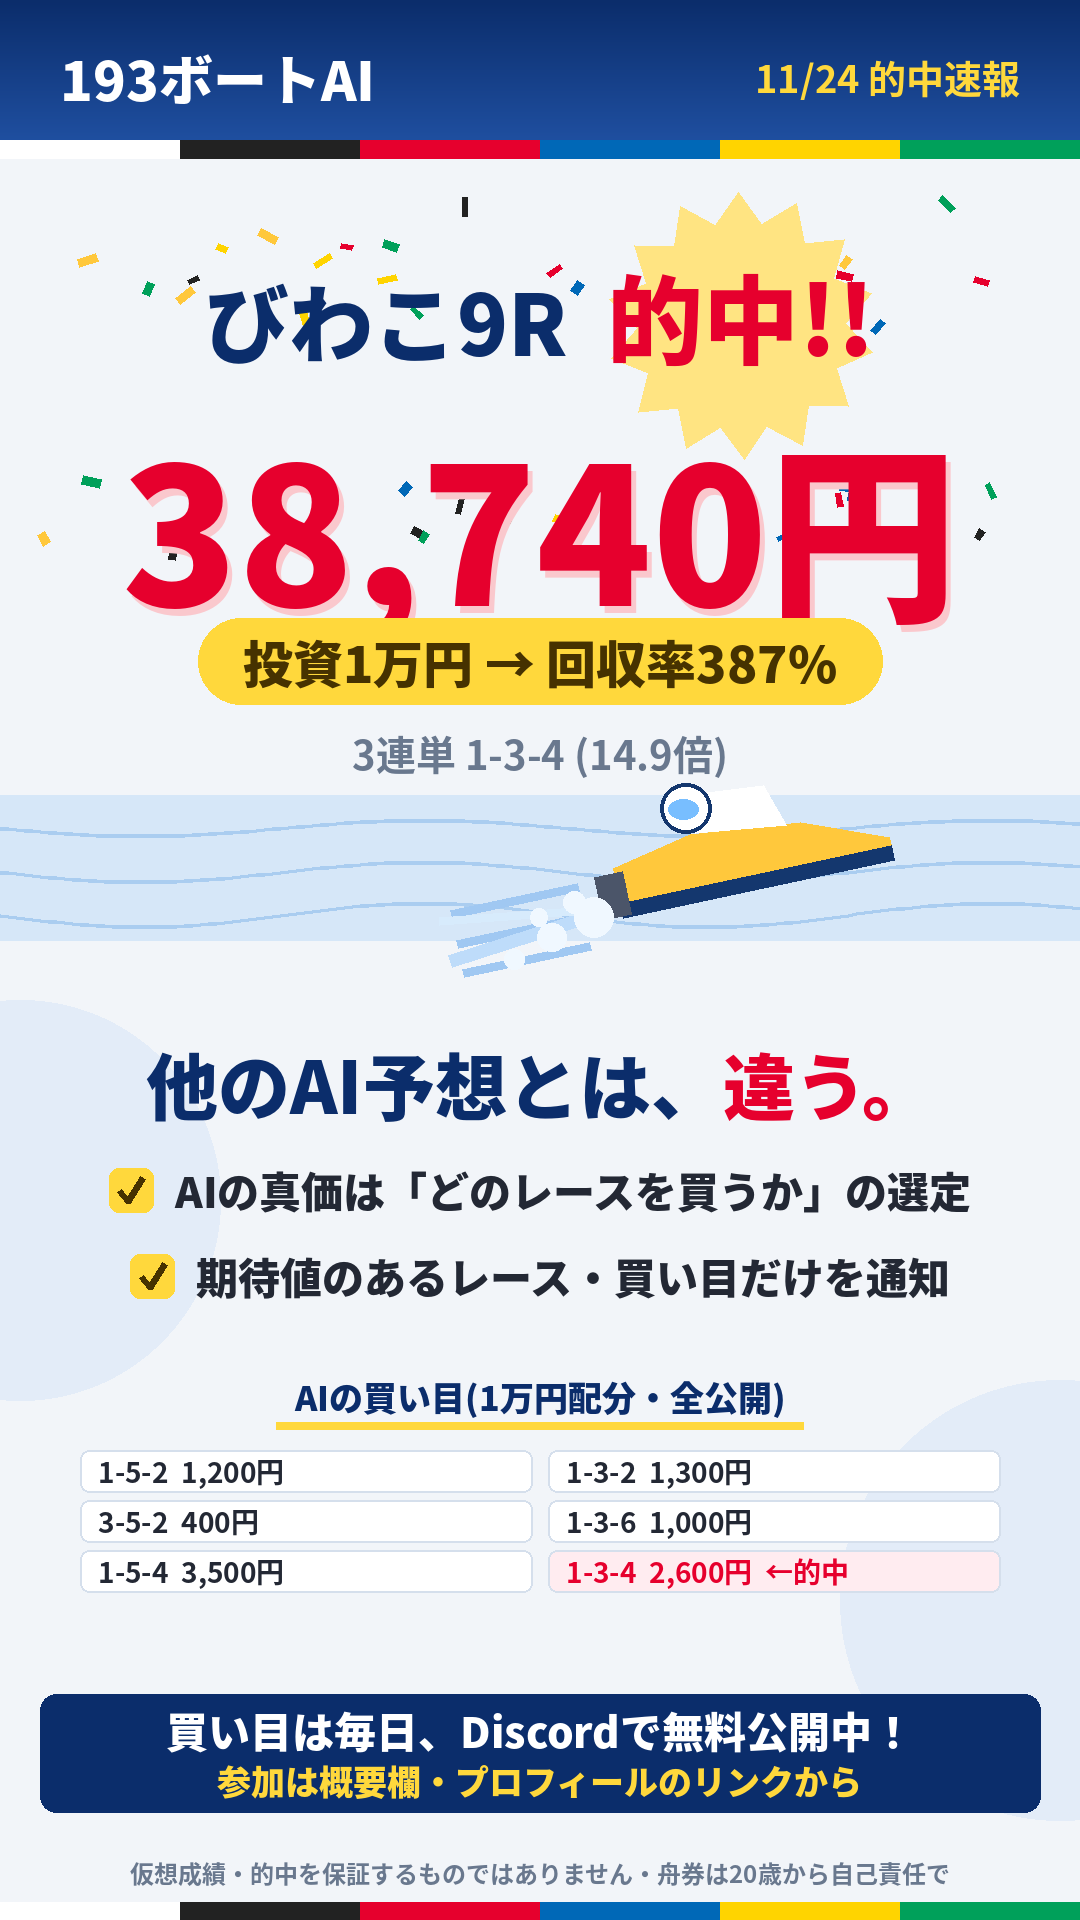 193ボートAI
11/24 的中速報
びわこ9R 的中!!
38,740円
投資1万円 → 回収率387%
3連単 1-3-4 (14.9倍)
他のAI予想とは、違う。
AIの真価は「どのレースを買うか」の選定
期待値のあるレース・買い目だけを通知
AIの買い目(1万円配分・全公開)
1-5-2 1,200円
1-3-2 1,300円
3-5-2 400円
1-3-6 1,000円
1-5-4 3,500円
1-3-4 2,600円 ←的中
買い目は毎日、Discordで無料公開中！
参加は概要欄・プロフィールのリンクから
仮想成績・的中を保証するものではありません・舟券は20歳から自己責任で